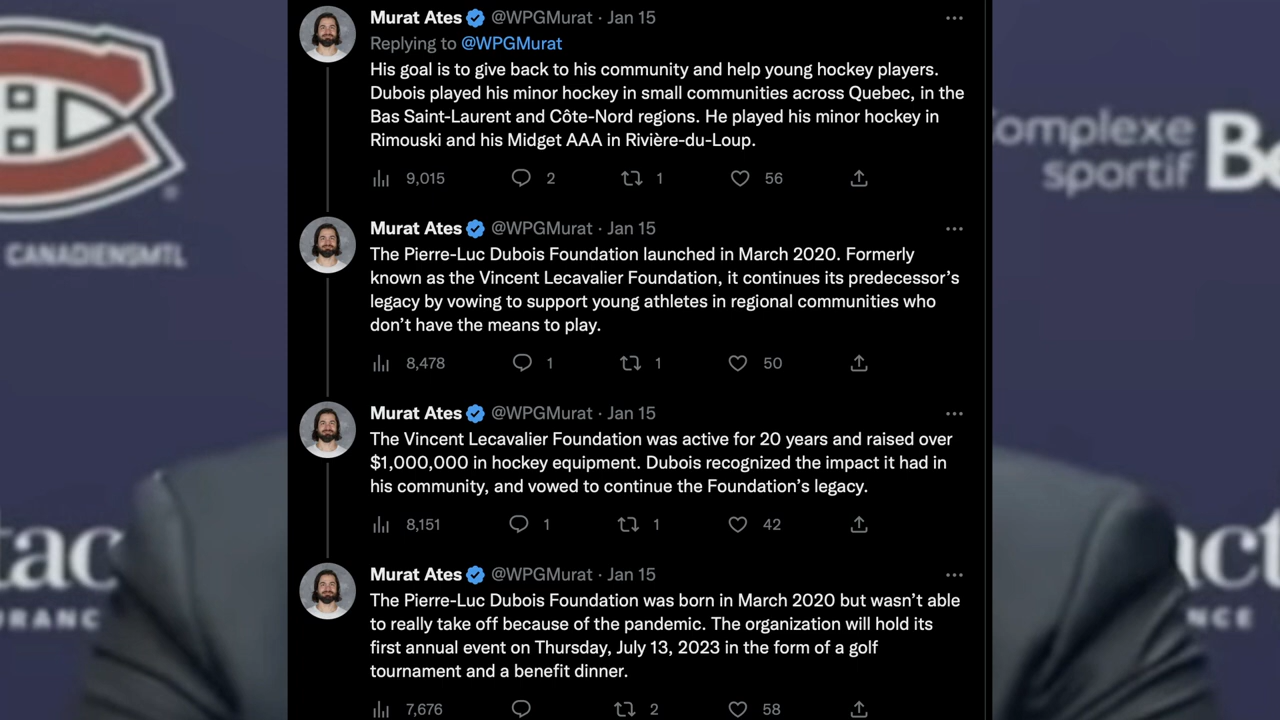 Murat Ates @WPGMurat · Jan 15
Replying to @WPGMurat
His goal is to give back to his community and help young hockey players.
Dubois played his minor hockey in small communities across Quebec, in the
Bas Saint-Laurent and Côte-Nord regions. He played his minor hockey in
Rimouski and his Midget AAA in Rivière-du-Loup.
9,015 2 1 56
Murat Ates @WPGMurat · Jan 15
The Pierre-Luc Dubois Foundation launched in March 2020. Formerly
known as the Vincent Lecavalier Foundation, it continues its predecessor’s
legacy by vowing to support young athletes in regional communities who
don’t have the means to play.
8,478 1 1 50
Murat Ates @WPGMurat · Jan 15
The Vincent Lecavalier Foundation was active for 20 years and raised over
$1,000,000 in hockey equipment. Dubois recognized the impact it had in
his community, and vowed to continue the Foundation’s legacy.
8,151 1 1 42
Murat Ates @WPGMurat · Jan 15
The Pierre-Luc Dubois Foundation was born in March 2020 but wasn’t able
to really take off because of the pandemic. The organization will hold its
first annual event on Thursday, July 13, 2023 in the form of a golf
tournament and a benefit dinner.
7,676 2 58
CANADIENSMTL
sportif